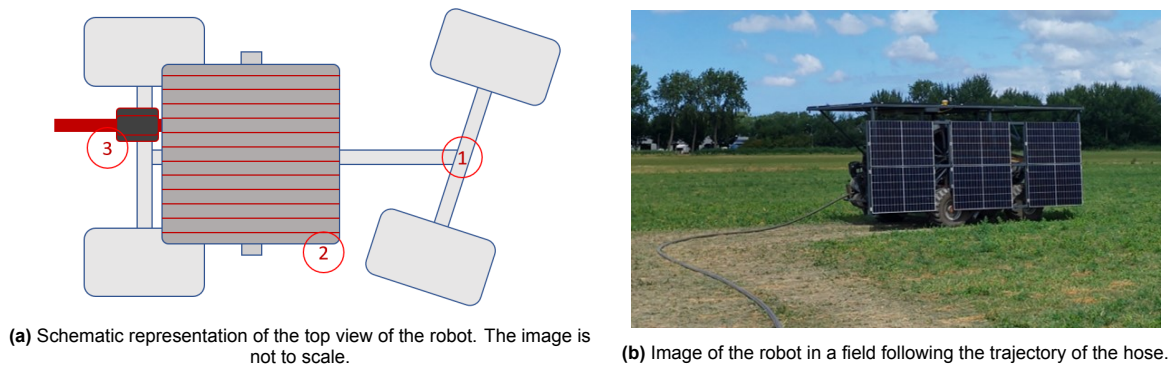 1
3
2
(a) Schematic representation of the top view of the robot. The image is
not to scale.
(b) Image of the robot in a field following the trajectory of the hose.